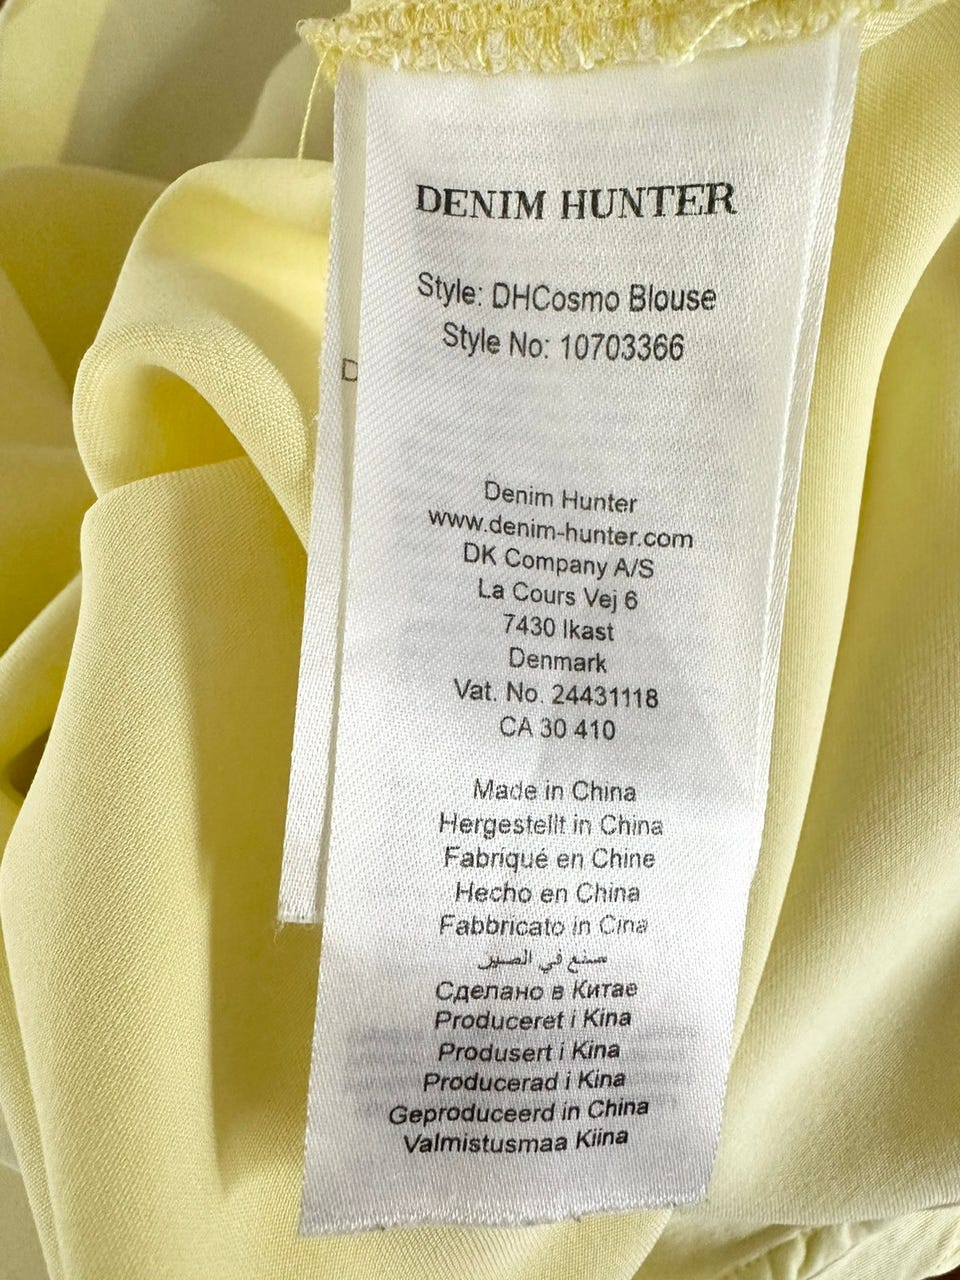 DENIM HUNTER
Style: DHCosmo Blouse
Style No: 10703366
D
Denim Hunter
www.denim-hunter.com
DK Company A/S
La Cours Vej 6
7430 Ikast
Denmark
Vat. No. 24431118
CA 30 410
Made in China
Hergestellt in China
Fabriqué en Chine
Hecho en China
Fabbricato in Cina
صنع في الصين
Сделано в Китае
Produceret i Kina
Produsert i Kina
Producerad i Kina
Geproduceerd in China
Valmistusmaa Kiina